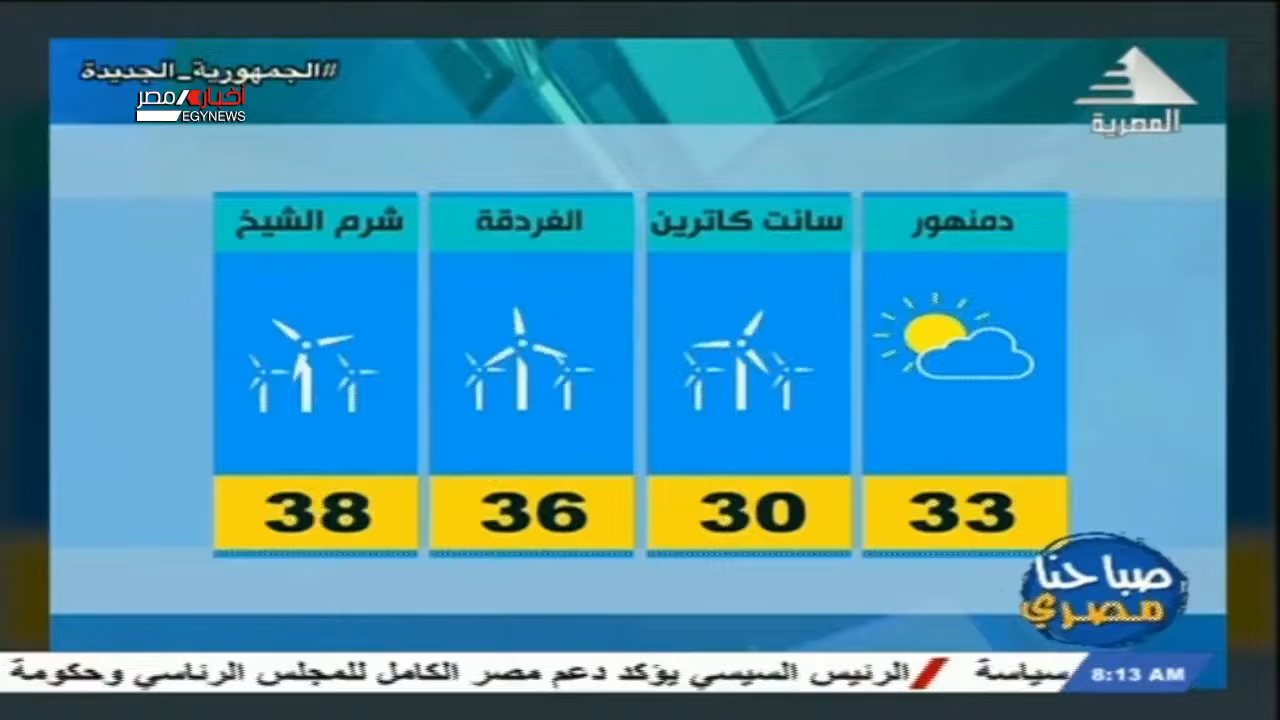 #الجمهورية_الجديدة
أخبار مصر
EGYNEWS
المصرية
دمنهور
سانت كاترين
الغردقة
شرم الشيخ
33
30
36
38
صباحنا
مصري
8:13 AM
سياسة / الرئيس السيسي يؤكد دعم مصر الكامل للمجلس الرئاسي وحكومة